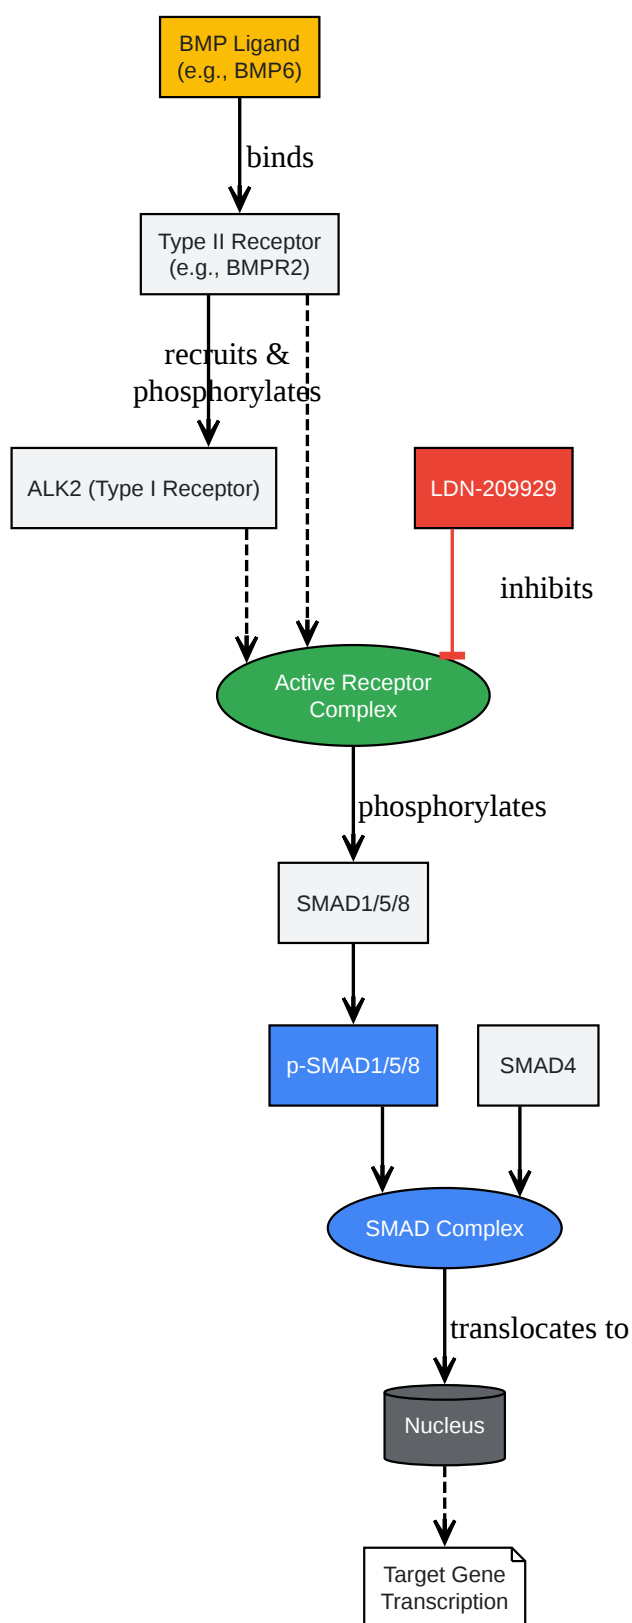 BMP Ligand
(e.g., BMP6)
binds
Type II Receptor
(e.g., BMPR2)
recruits &
phosphorylates
ALK2 (Type I Receptor)
LDN-209929
inhibits
Active Receptor
Complex
phosphorylates
SMAD1/5/8
p-SMAD1/5/8
SMAD4
SMAD Complex
translocates to
Nucleus
Target Gene
Transcription